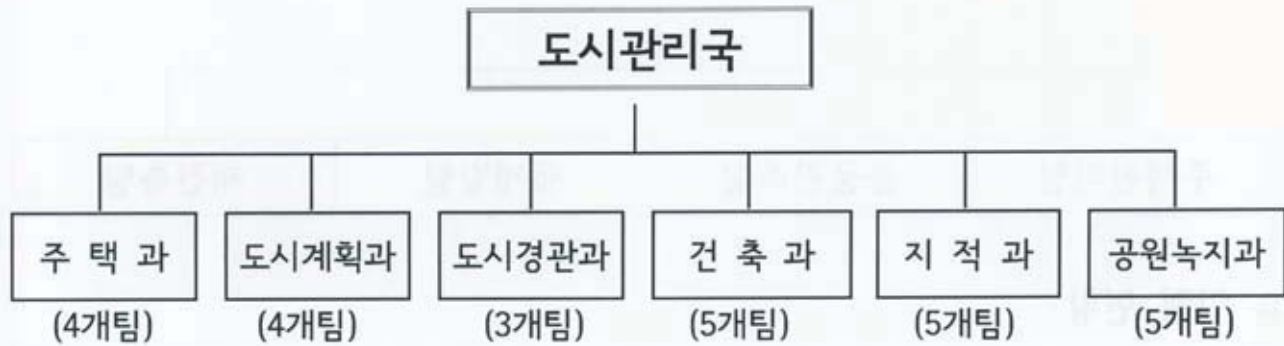 도시관리국
주 택 과 도시계획과 도시경관과 건 축 과 지 적 과 공원녹지과
(4개팀) (4개팀) (3개팀) (5개팀) (5개팀) (5개팀)